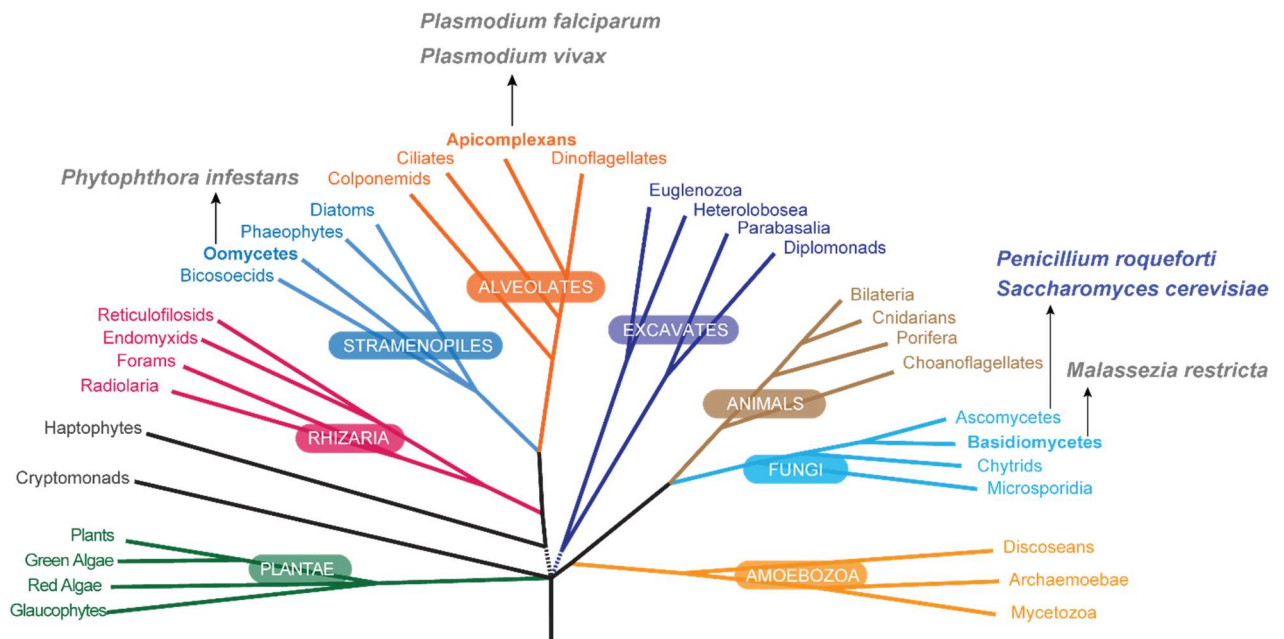 Plasmodium falciparum
Plasmodium vivax
Apicomplexans
Ciliates
Dinoflagellates
Colponemids
Phytophthora infestans
Diatoms
Phaeophytes
Oomycetes
Bicosoecids
Euglenozoa
Heterolobosea
Parabasalia
Diplomonads
Penicillium roqueforti
Saccharomyces cerevisiae
ALVEOLATES
STRAMENOPILES
EXCAVATES
Bilateria
Cnidarians
Porifera
Choanoflagellates
Malassezia restricta
Reticulofilosids
Endomyxids
Forams
Radiolaria
RHIZARIA
ANIMALS
Haptophytes
Cryptomonads
Ascomycetes
Basidiomycetes
Chytrids
Microsporidia
FUNGI
Plants
Green Algae
Red Algae
Glaucophytes
PLANTAE
AMOEBOZOA
Discoseans
Archaemoebae
Mycetozoa